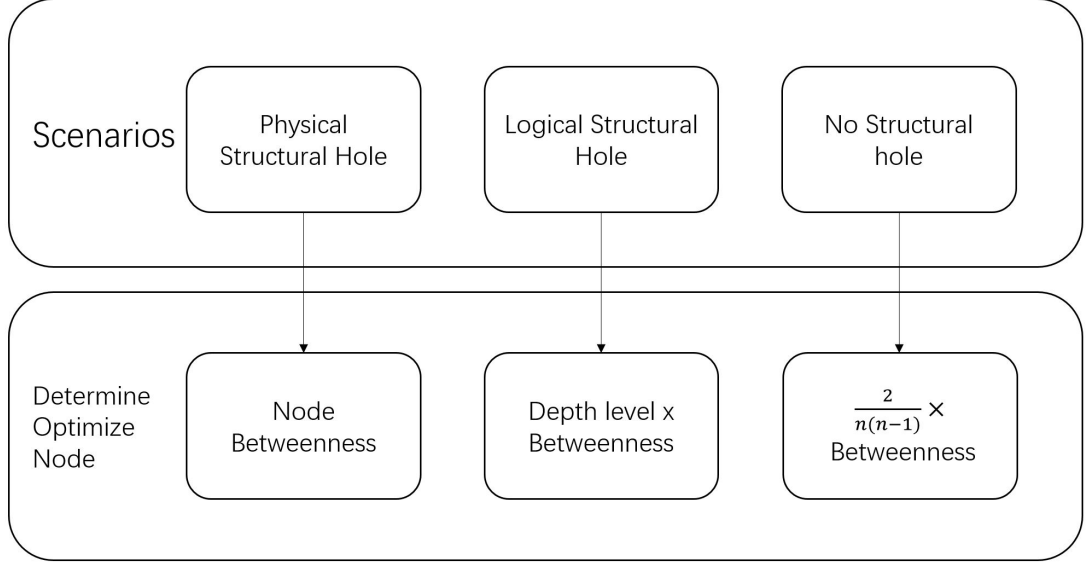 Scenarios
Physical
Structural Hole
Logical Structural
Hole
No Structural
hole
Determine
Optimize
Node
Node
Betweenness
Depth level x
Betweenness
2/n(n−1) ×
Betweenness